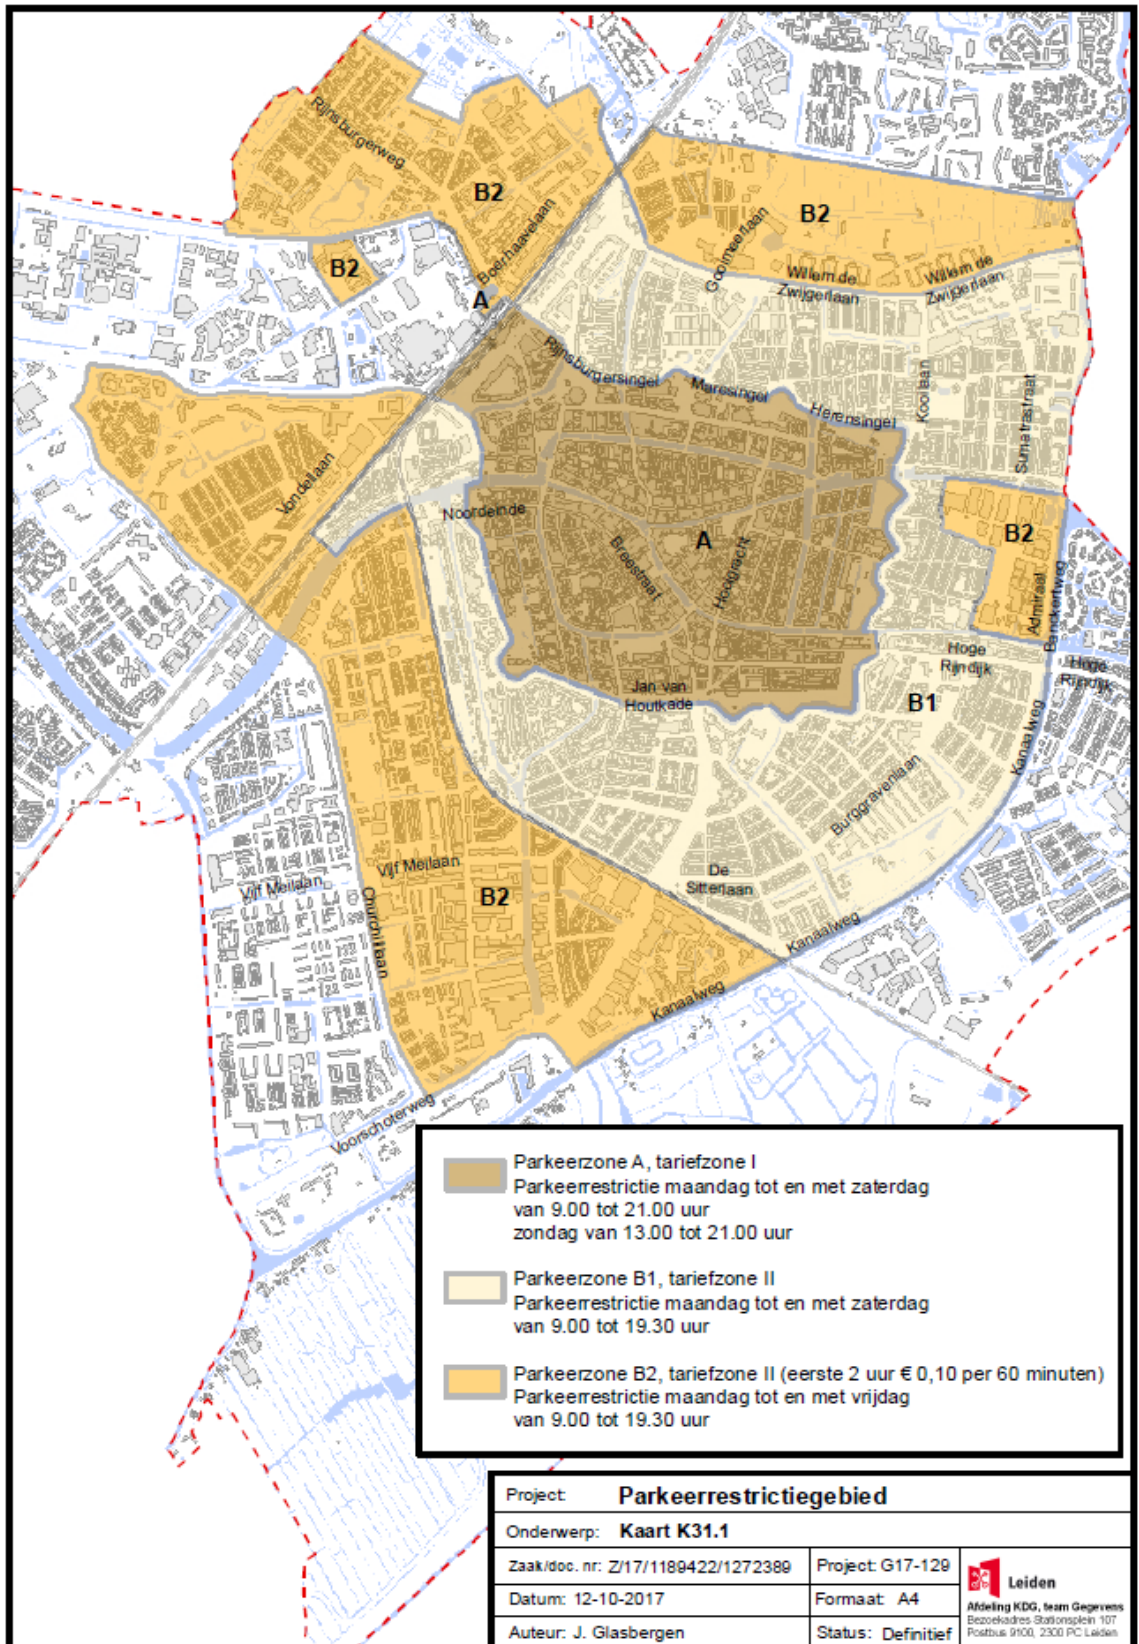 Rijnsburgerweg
B2
B2
Gooimeerlaan
B2
Boerhaavelaan
Willem de
Zwijgerlaan
Willem de
Zwijgerlaan
A
Rijnsburgersingel
Maresingel
Herensingel
Kooilaan
Sumatrastraat
Vondellaan
Noordeinde
Breestraat
A
Hooigracht
B2
Admiraal
Banckertweg
Hoge
Rijndijk
Hoge
Rijndijk
Jan van
Houtkade
B1
Kanaalweg
Burggravenlaan
Vijf Meilaan
Vijf Meilaan
Churchilllaan
B2
De
Sitterlaan
Kanaalweg
Kanaalweg
Voorschoterweg
Parkeerzone A, tariefzone I
Parkeerrestrictie maandag tot en met zaterdag
van 9.00 tot 21.00 uur
zondag van 13.00 tot 21.00 uur
Parkeerzone B1, tariefzone II
Parkeerrestrictie maandag tot en met zaterdag
van 9.00 tot 19.30 uur
Parkeerzone B2, tariefzone II (eerste 2 uur € 0,10 per 60 minuten)
Parkeerrestrictie maandag tot en met vrijdag
van 9.00 tot 19.30 uur
Project: Parkeerrestrictiegebied
Onderwerp: Kaart K31.1
Zaak/doc. nr: Z/17/1189422/1272389
Project: G17-129
Datum: 12-10-2017
Formaat: A4
Auteur: J. Glasbergen
Status: Definitief
Leiden
Afdeling KDG, team Gegevens
Bezoekadres Stationsplein 107
Postbus 9100, 2300 PC Leiden